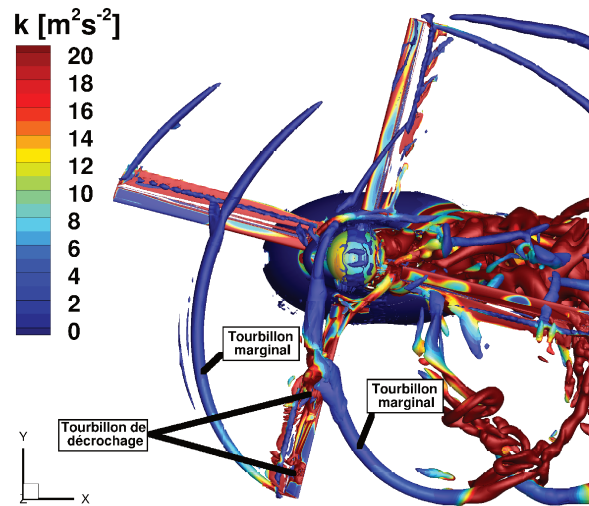 k [m²s⁻²]
20
18
16
14
12
10
8
6
4
2
0
Tourbillon
marginal
Tourbillon
marginal
Tourbillon de
décrochage
Y
Z
X